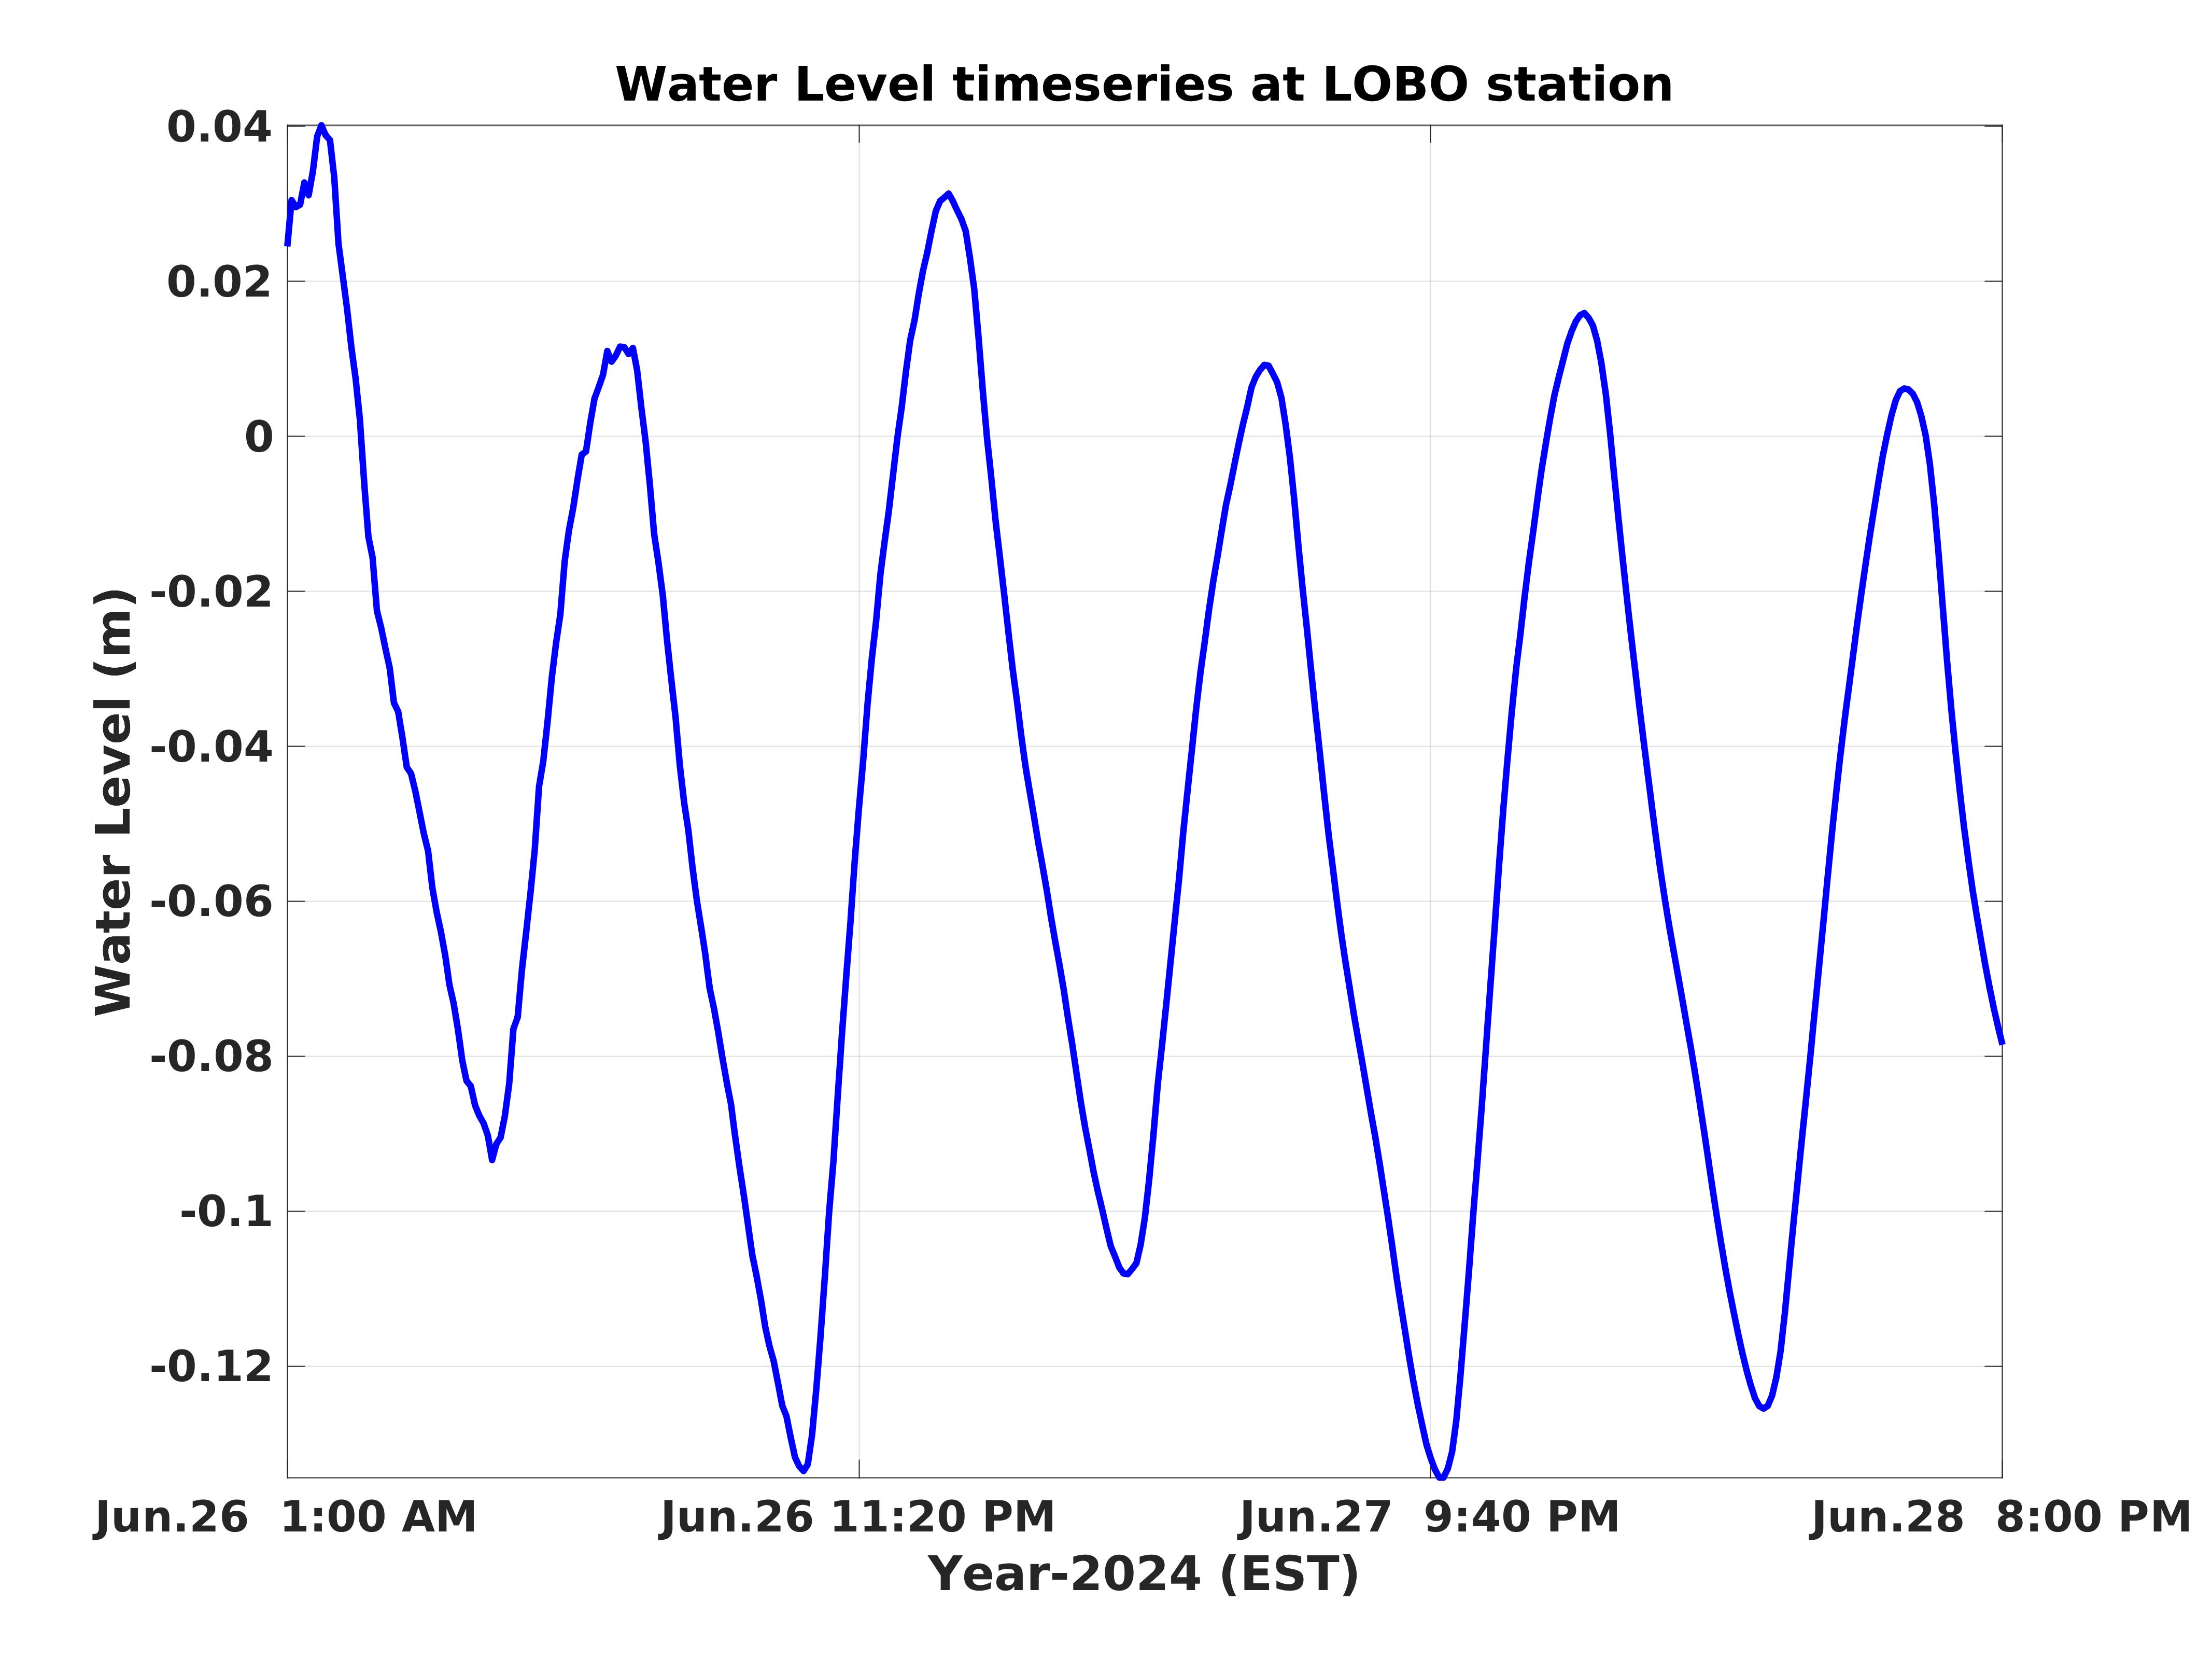 Water Level timeseries at LOBO station
0.04
0.02
0
-0.02
-0.04
-0.06
-0.08
-0.1
-0.12
Water Level (m)
Jun.26  1:00 AM
Jun.26 11:20 PM
Jun.27  9:40 PM
Jun.28  8:00 PM
Year-2024 (EST)